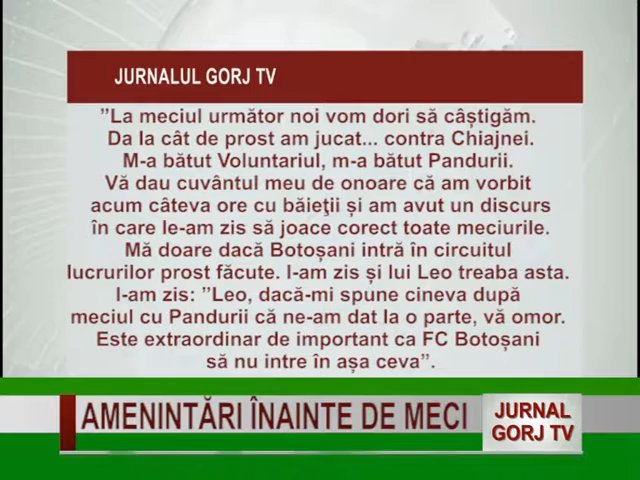 JURNALUL GORJ TV
”La meciul următor noi vom dori să câștigăm.
Da la cât de prost am jucat... contra Chiajnei.
M-a bătut Voluntariul, m-a bătut Pandurii.
Vă dau cuvântul meu de onoare că am vorbit
acum câteva ore cu băieții și am avut un discurs
în care le-am zis să joace corect toate meciurile.
Mă doare dacă Botoșani intră în circuitul
lucrurilor prost făcute. I-am zis și lui Leo treaba asta.
I-am zis: ”Leo, dacă-mi spune cineva după
meciul cu Pandurii că ne-am dat la o parte, vă omor.
Este extraordinar de important ca FC Botoșani
să nu intre în așa ceva”.
AMENINTĂRI ÎNAINTE DE MECI
JURNAL
GORJ TV